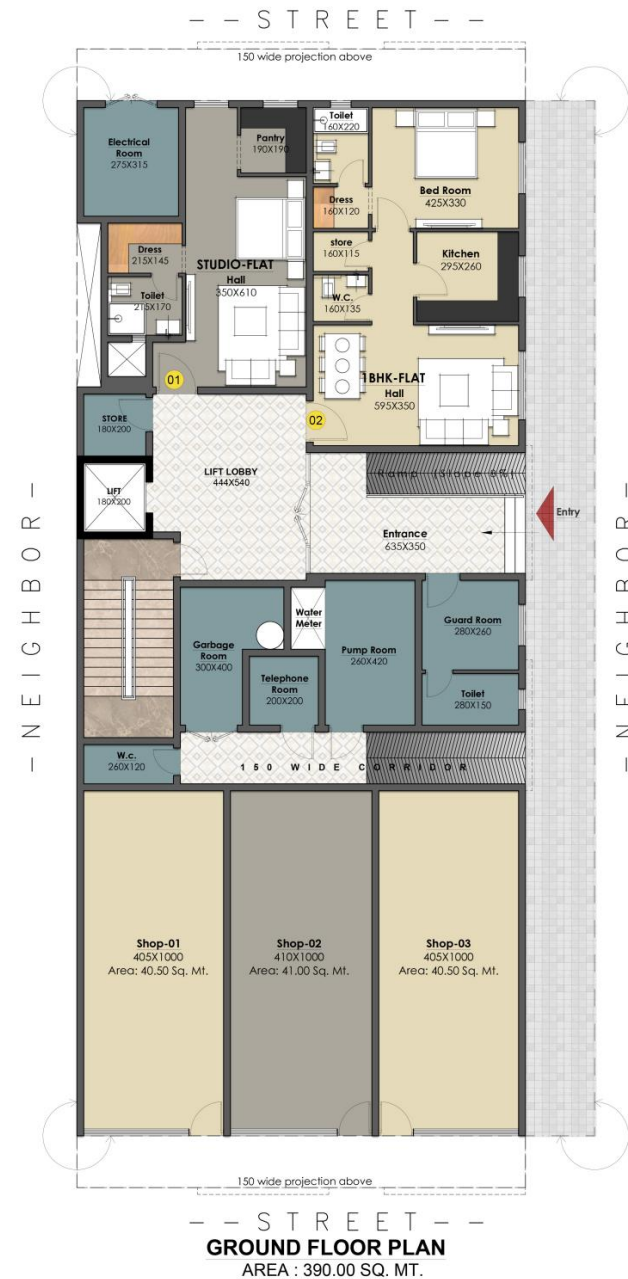 - - STREET - -
150 wide projection above
Electrical
Room
275X315
Pantry
190X190
Toilet
160X220
Bed Room
425X330
Dress
160X120
Dress
215X145
STUDIO-FLAT
Hall
350X610
store
160X115
Kitchen
295X260
Toilet
215X170
W.C.
160X135
01
1BHK-FLAT
Hall
595X350
02
STORE
180X200
LIFT LOBBY
444X540
LIFT
180X200
Ramp (Slope 8%)
Entrance
635X350
Entry
- NEIGHBOR -
- NEIGHBOR -
Garbage
Room
300X400
Water
Meter
Pump Room
260X420
Guard Room
280X260
Telephone
Room
200X200
Toilet
280X150
W.c.
260X120
150 WIDE CORRIDOR
Shop-01
405X1000
Area: 40.50 Sq. Mt.
Shop-02
410X1000
Area: 41.00 Sq. Mt.
Shop-03
405X1000
Area: 40.50 Sq. Mt.
150 wide projection above
- - STREET - -
GROUND FLOOR PLAN
AREA : 390.00 SQ. MT.